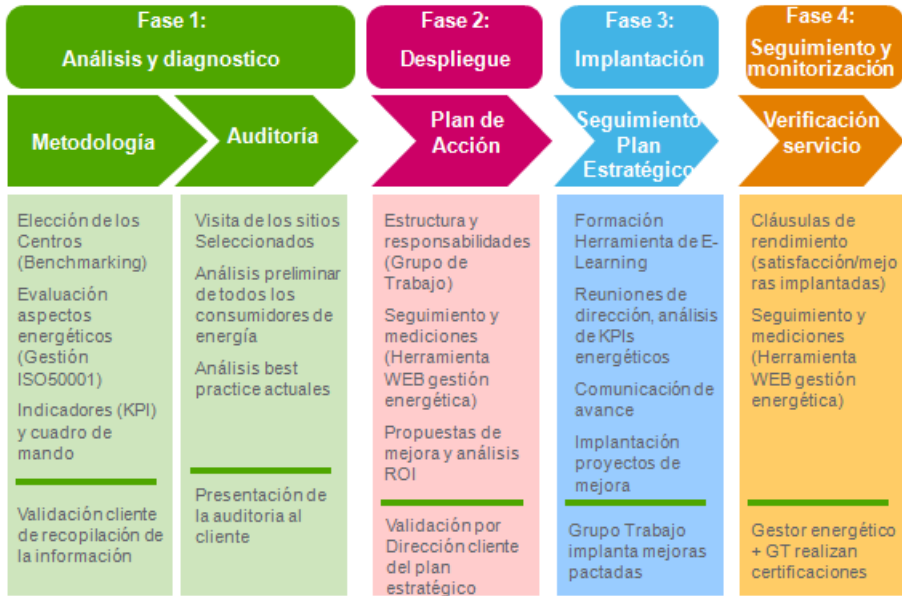 Fase 1:
Análisis y diagnostico
Fase 2:
Despliegue
Fase 3:
Implantación
Fase 4:
Seguimiento y
monitorización
Metodología
Auditoría
Plan de
Acción
Seguimiento
Plan
Estratégico
Verificación
servicio
Elección de los
Centros
(Benchmarking)
Evaluación
aspectos
energéticos
(Gestión
ISO50001)
Indicadores (KPI)
y cuadro de
mando
Validación cliente
de recopilación de
la información
Visita de los sitios
Seleccionados
Análisis preliminar
de todos los
consumidores de
energía
Análisis best
practice actuales
Presentación de
la auditoria al
cliente
Estructura y
responsabilidades
(Grupo de
Trabajo)
Seguimiento y
mediciones
(Herramienta
WEB gestión
energética)
Propuestas de
mejora y análisis
ROI
Validación por
Dirección cliente
del plan
estratégico
Formación
Herramienta de E-
Learning
Reuniones de
dirección, análisis
de KPIs
energéticos
Comunicación de
avance
Implantación
proyectos de
mejora
Grupo Trabajo
implanta mejoras
pactadas
Cláusulas de
rendimiento
(satisfacción/mejo
ras implantadas)
Seguimiento y
mediciones
(Herramienta
WEB gestión
energética)
Gestor energético
+ GT realizan
certificaciones